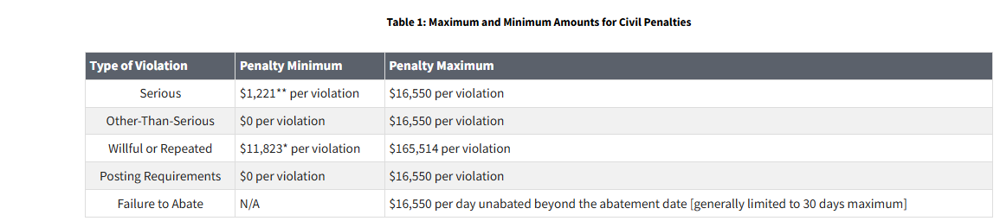 Table 1: Maximum and Minimum Amounts for Civil Penalties
Type of Violation Penalty Minimum Penalty Maximum
Serious $1,221** per violation $16,550 per violation
Other-Than-Serious $0 per violation $16,550 per violation
Willful or Repeated $11,823* per violation $165,514 per violation
Posting Requirements $0 per violation $16,550 per violation
Failure to Abate N/A $16,550 per day unabated beyond the abatement date [generally limited to 30 days maximum]